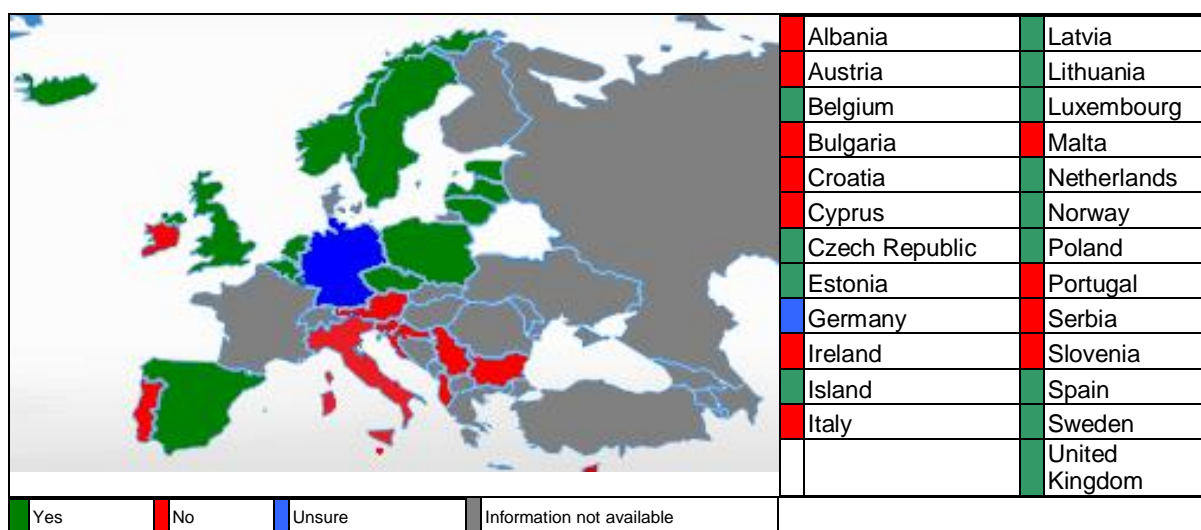 Albania
Latvia
Austria
Lithuania
Belgium
Luxembourg
Bulgaria
Malta
Croatia
Netherlands
Cyprus
Norway
Czech Republic
Poland
Estonia
Portugal
Germany
Serbia
Ireland
Slovenia
Island
Spain
Italy
Sweden
United
Kingdom
Yes
No
Unsure
Information not available